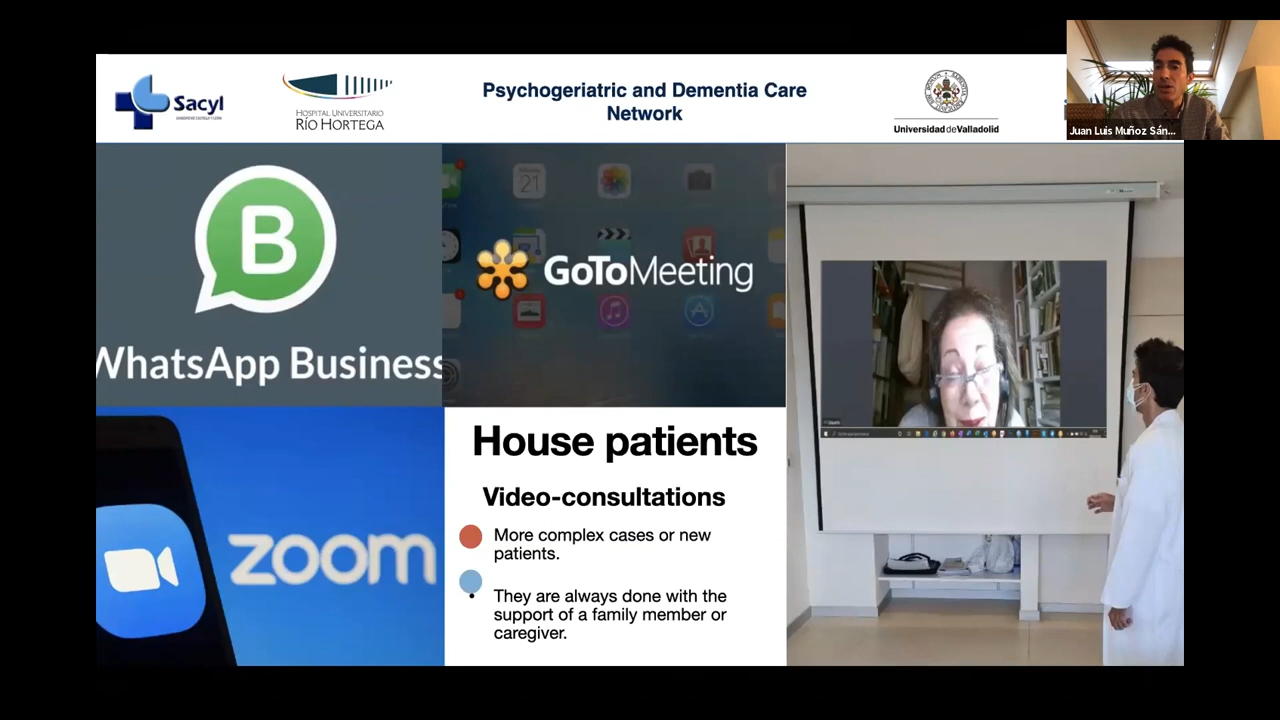 Sacyl
HOSPITAL UNIVERSITARIO
RÍO HORTEGA
Psychogeriatric and Dementia Care
Network
Universidad de Valladolid
Juan Luis Muñoz Sán...
B
WhatsApp Business
21
GoToMeeting
zoom
House patients
Video-consultations
More complex cases or new
patients.
They are always done with the
support of a family member or
caregiver.